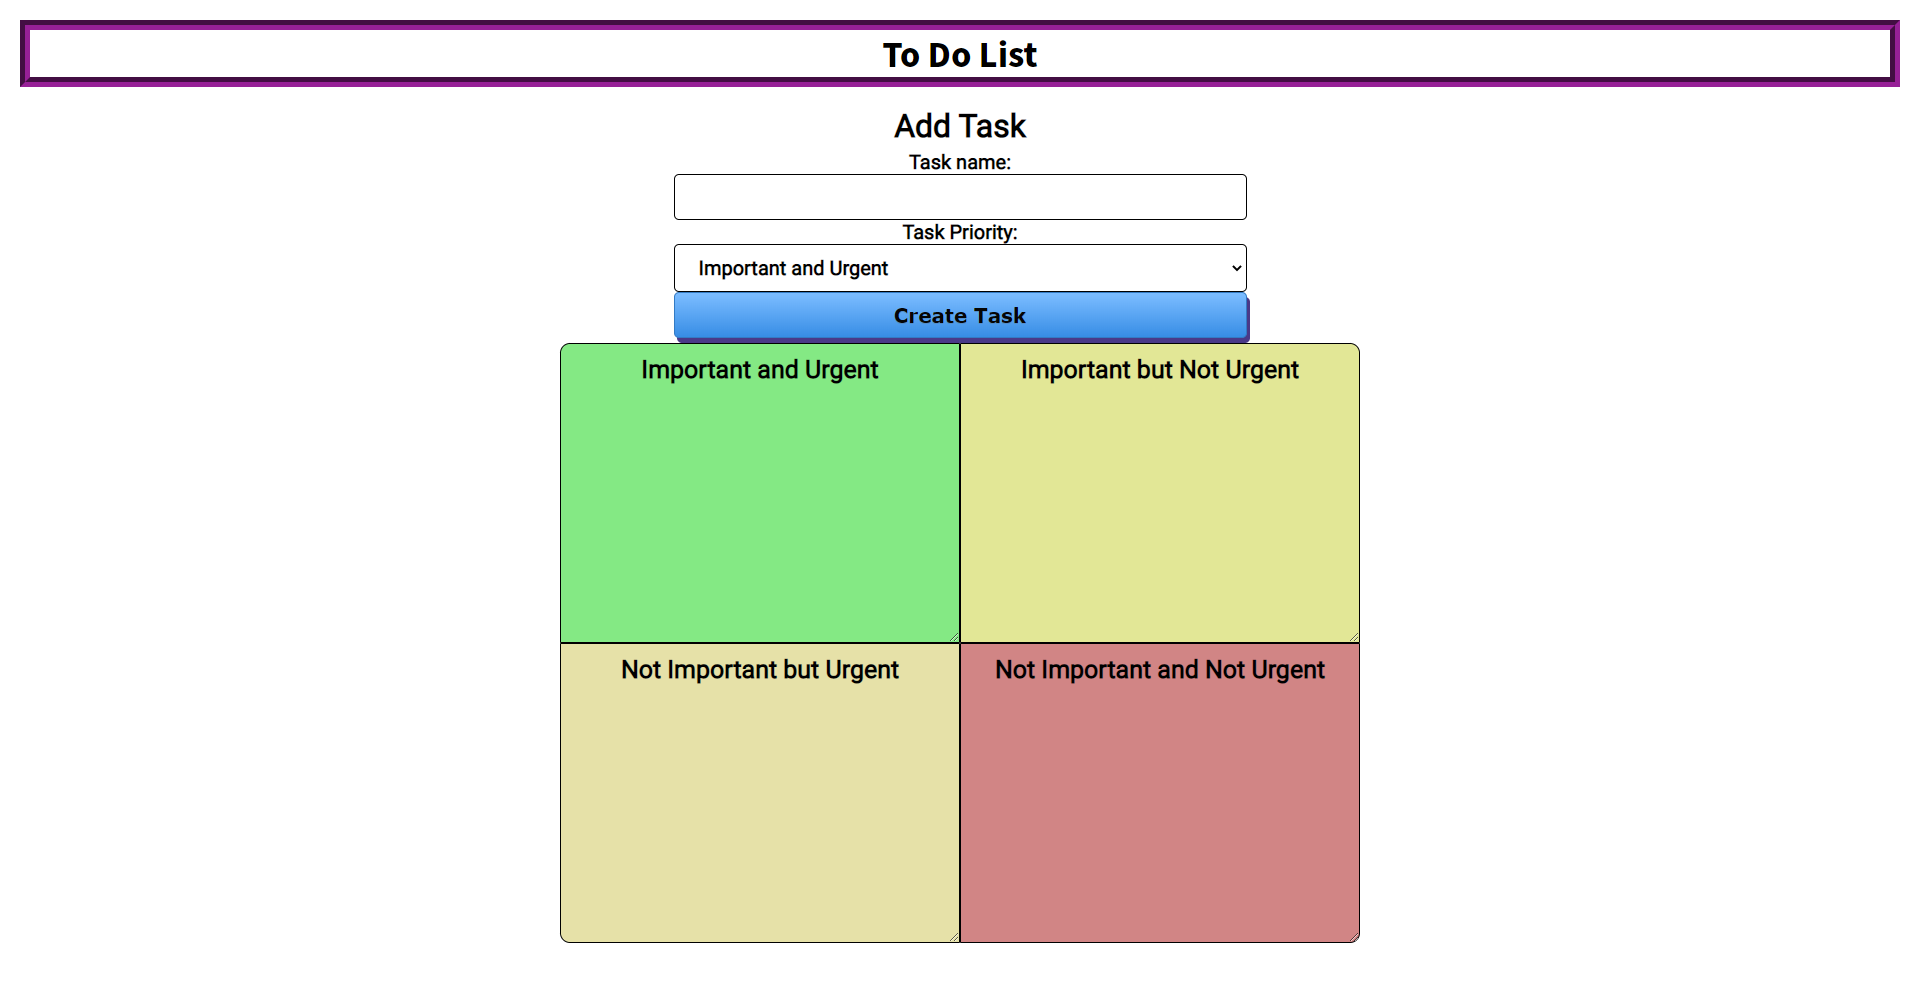 To Do List
Add Task
Task name:
Task Priority:
Important and Urgent
Create Task
Important and Urgent
Important but Not Urgent
Not Important but Urgent
Not Important and Not Urgent